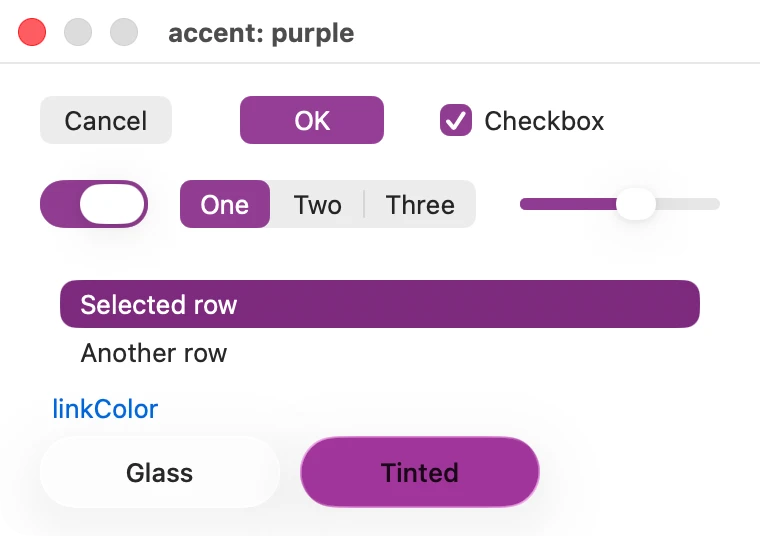 accent: purple
Cancel OK Checkbox
One Two Three
Selected row
Another row
linkColor
Glass Tinted